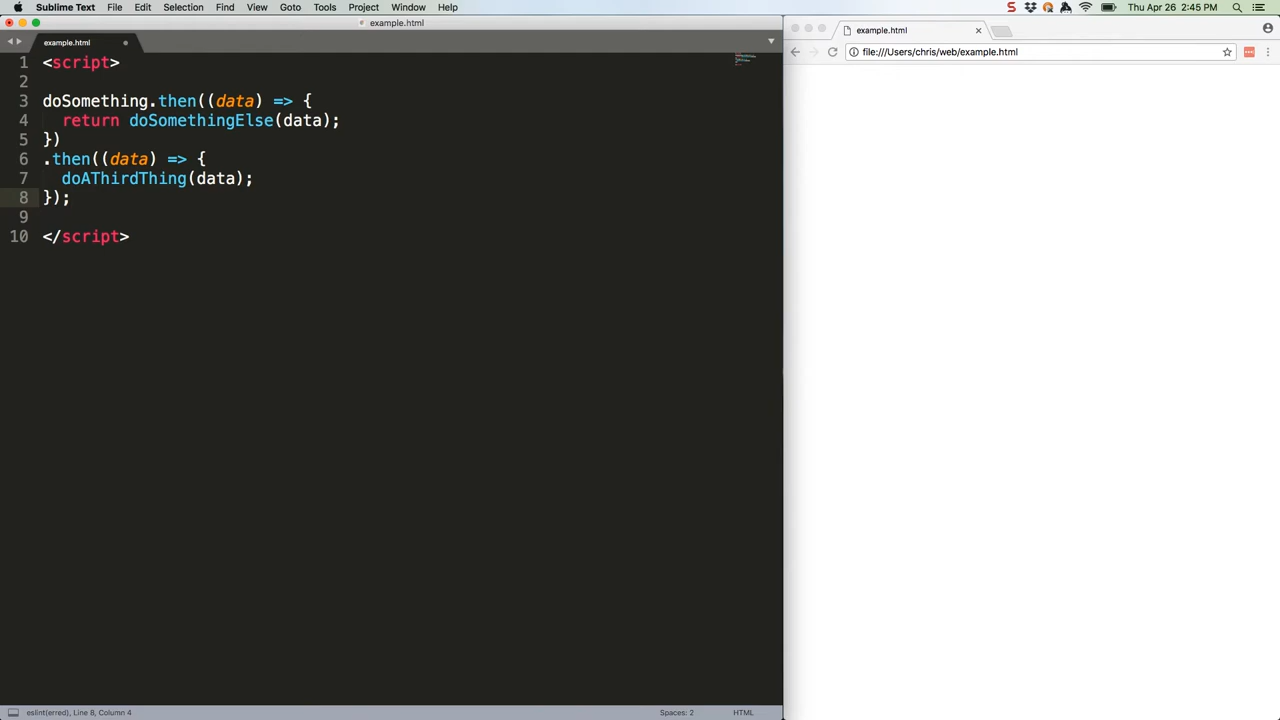 Sublime Text File Edit Selection Find View Goto Tools Project Window Help Thu Apr 26 2:45 PM
example.html
example.html
example.html
file:///Users/chris/web/example.html
1 <script>
2
3 doSomething.then((data) => {
4 return doSomethingElse(data);
5 })
6 .then((data) => {
7 doAThirdThing(data);
8 });
9
10 </script>
eslint(erred), Line 8, Column 4 Spaces: 2 HTML